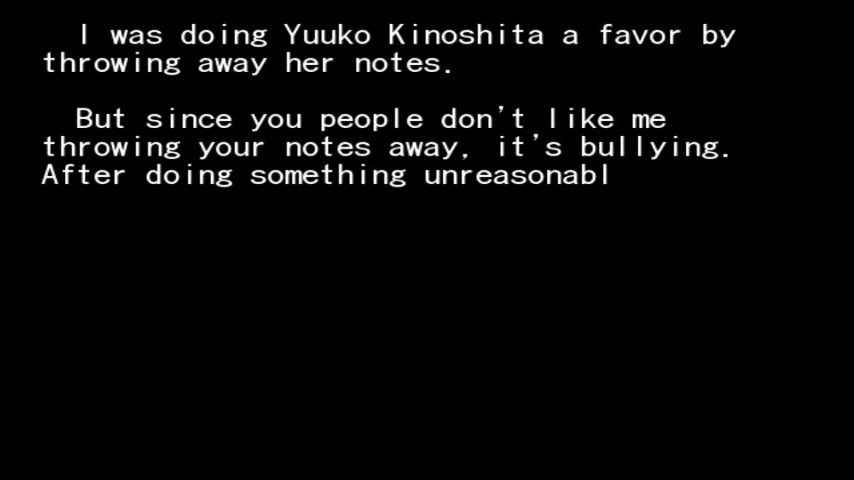 I was doing Yuuko Kinoshita a favor by
throwing away her notes.
But since you people don't like me
throwing your notes away, it's bullying.
After doing something unreasonabl